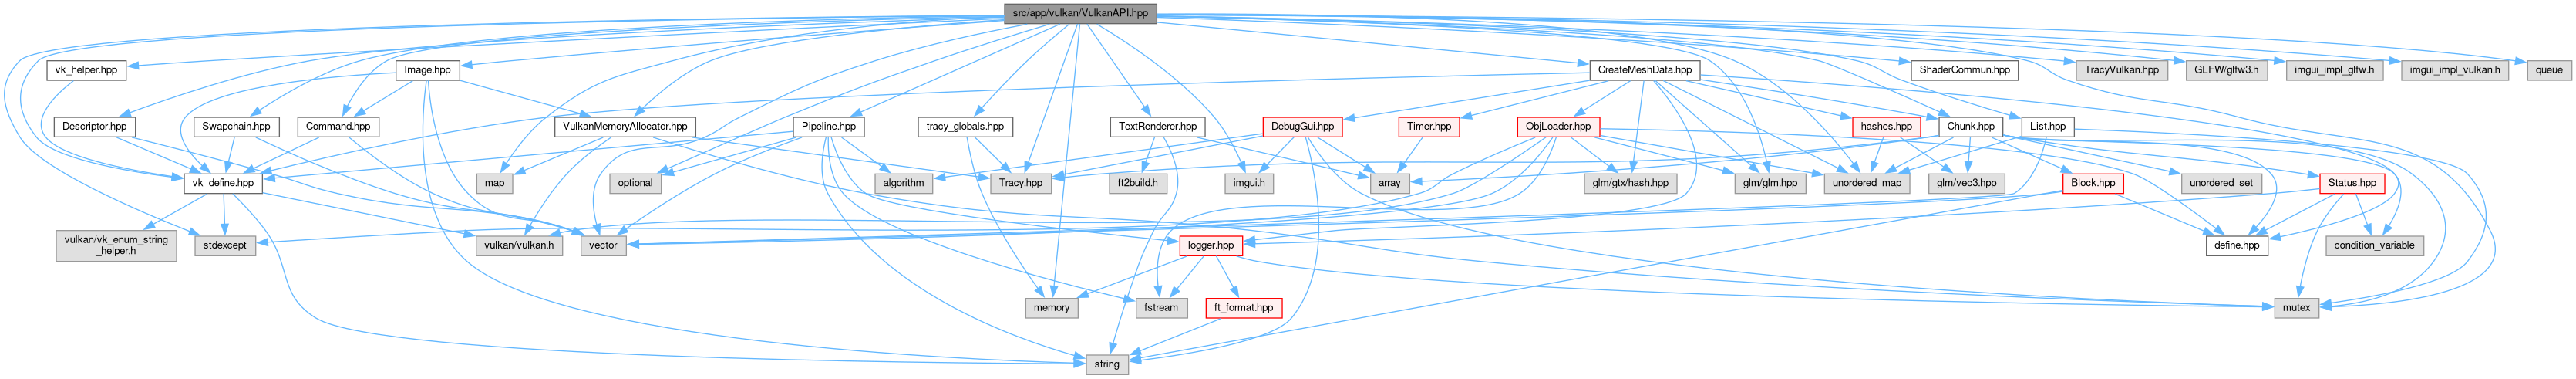 src/app/vulkan/VulkanAPI.hpp
vk_helper.hpp
Image.hpp
CreateMeshData.hpp
ShaderCommun.hpp
TracyVulkan.hpp
GLFW/glfw3.h
imgui_impl_glfw.h
imgui_impl_vulkan.h
queue
Descriptor.hpp
Swapchain.hpp
Command.hpp
VulkanMemoryAllocator.hpp
Pipeline.hpp
tracy_globals.hpp
TextRenderer.hpp
DebugGui.hpp
Timer.hpp
ObjLoader.hpp
hashes.hpp
Chunk.hpp
List.hpp
vk_define.hpp
map
optional
algorithm
Tracy.hpp
ft2build.h
imgui.h
array
glm/gtx/hash.hpp
glm/glm.hpp
unordered_map
glm/vec3.hpp
Block.hpp
unordered_set
Status.hpp
vulkan/vk_enum_string
_helper.h
stdexcept
vulkan/vulkan.h
vector
logger.hpp
define.hpp
condition_variable
memory
fstream
ft_format.hpp
mutex
string